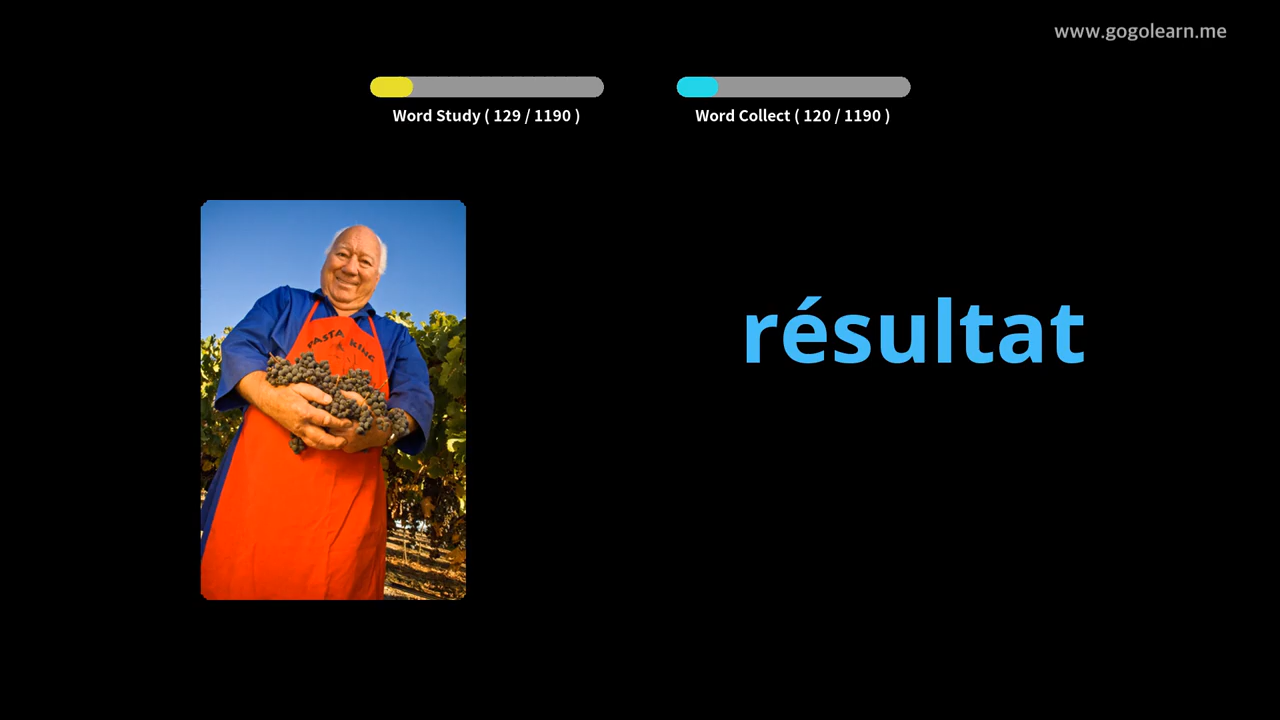 www.gogolearn.me
Word Study ( 129 / 1190 )
Word Collect ( 120 / 1190 )
PASTA KING
résultat